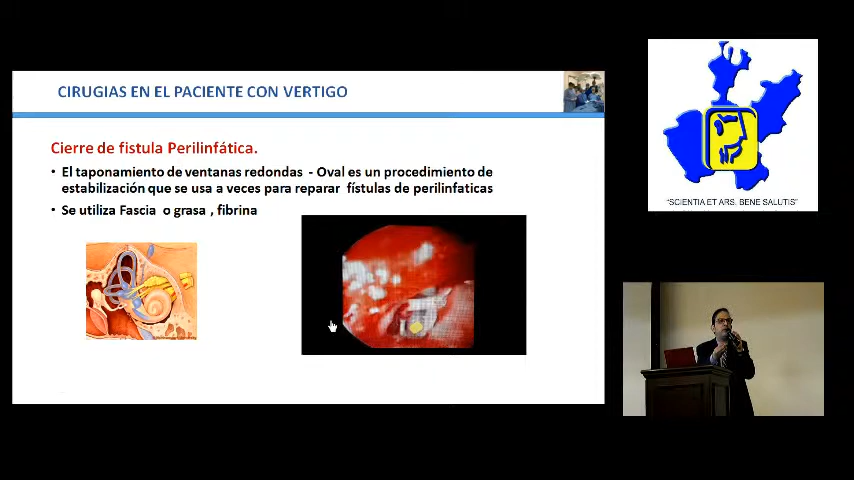 CIRUGIAS EN EL PACIENTE CON VERTIGO
Cierre de fistula Perilinfática.
• El taponamiento de ventanas redondas - Oval es un procedimiento de
estabilización que se usa a veces para reparar fístulas de perilinfaticas
• Se utiliza Fascia o grasa , fibrina
"SCIENTIA ET ARS. BENE SALUTIS"